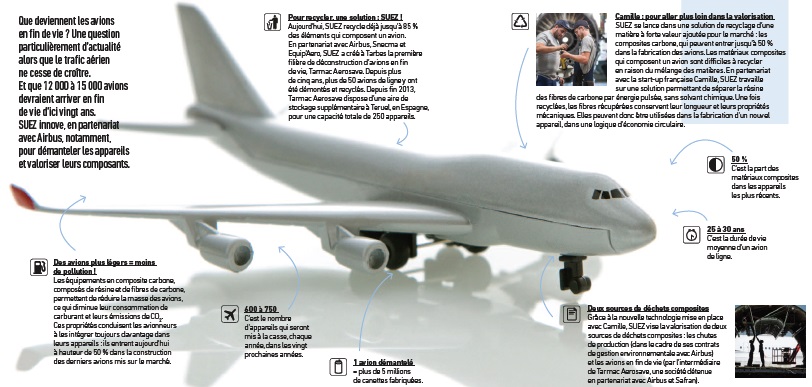 Que deviennent les avions
en fin de vie ? Une question
particulièrement d'actualité
alors que le trafic aérien
ne cesse de croître.
Et que 12 000 à 15 000 avions
devraient arriver en fin
de vie d'ici vingt ans.
SUEZ innove, en partenariat
avec Airbus, notamment,
pour démanteler les appareils
et valoriser leurs composants.
Pour recycler, une solution : SUEZ !
Aujourd'hui, SUEZ recycle déjà jusqu'à 85 %
des éléments qui composent un avion.
En partenariat avec Airbus, Snecma et
Equip'Aero, SUEZ a créé à Tarbes la première
filière de déconstruction d'avions en fin
de vie, Tarmac Aerosave. Depuis plus
de cinq ans, plus de 50 avions de ligne y ont
été démontés et recyclés. Depuis fin 2013,
Tarmac Aerosave dispose d'une aire de
stockage supplémentaire à Teruel, en Espagne,
pour une capacité totale de 250 appareils.
Camille : pour aller plus loin dans la valorisation
SUEZ se lance dans une solution de recyclage d'une
matière à forte valeur ajoutée pour le marché : les
composites carbone, qui peuvent entrer jusqu'à 50 %
dans la fabrication des avions. Les matériaux composites
qui composent un avion sont difficiles à recycler
en raison du mélange des matières. En partenariat
avec la start-up française Camille, SUEZ travaille
sur une solution permettant de séparer la résine
des fibres de carbone par énergie pulsée, sans solvant chimique. Une fois
recyclées, les fibres récupérées conservent leur longueur et leurs propriétés
mécaniques. Elles peuvent donc être utilisées dans la fabrication d'un nouvel
appareil, dans une logique d'économie circulaire.
50 %
C'est la part des
matériaux composites
dans les appareils
les plus récents.
25 à 30 ans
C'est la durée de vie
moyenne d'un avion
de ligne.
Des avions plus légers = moins
de pollution !
Les équipements en composite carbone,
composés de résine et de fibres de carbone,
permettent de réduire la masse des avions,
ce qui diminue leur consommation de
carburant et leurs émissions de CO₂.
Ces propriétés conduisent les avionneurs
à les intégrer toujours davantage dans
leurs appareils : ils entrent aujourd'hui
à hauteur de 50 % dans la construction
des derniers avions mis sur le marché.
600 à 750
C'est le nombre
d'appareils qui seront
mis à la casse, chaque
année, dans les vingt
prochaines années.
1 avion démantelé
= plus de 5 millions
de canettes fabriquées.
Deux sources de déchets composites
Grâce à la nouvelle technologie mise en place
avec Camille, SUEZ vise la valorisation de deux
sources de déchets composites : les chutes
de production (dans le cadre de ses contrats
de gestion environnementale avec Airbus)
et les avions en fin de vie (par l'intermédiaire
de Tarmac Aerosave, une société détenue
en partenariat avec Airbus et Safran).